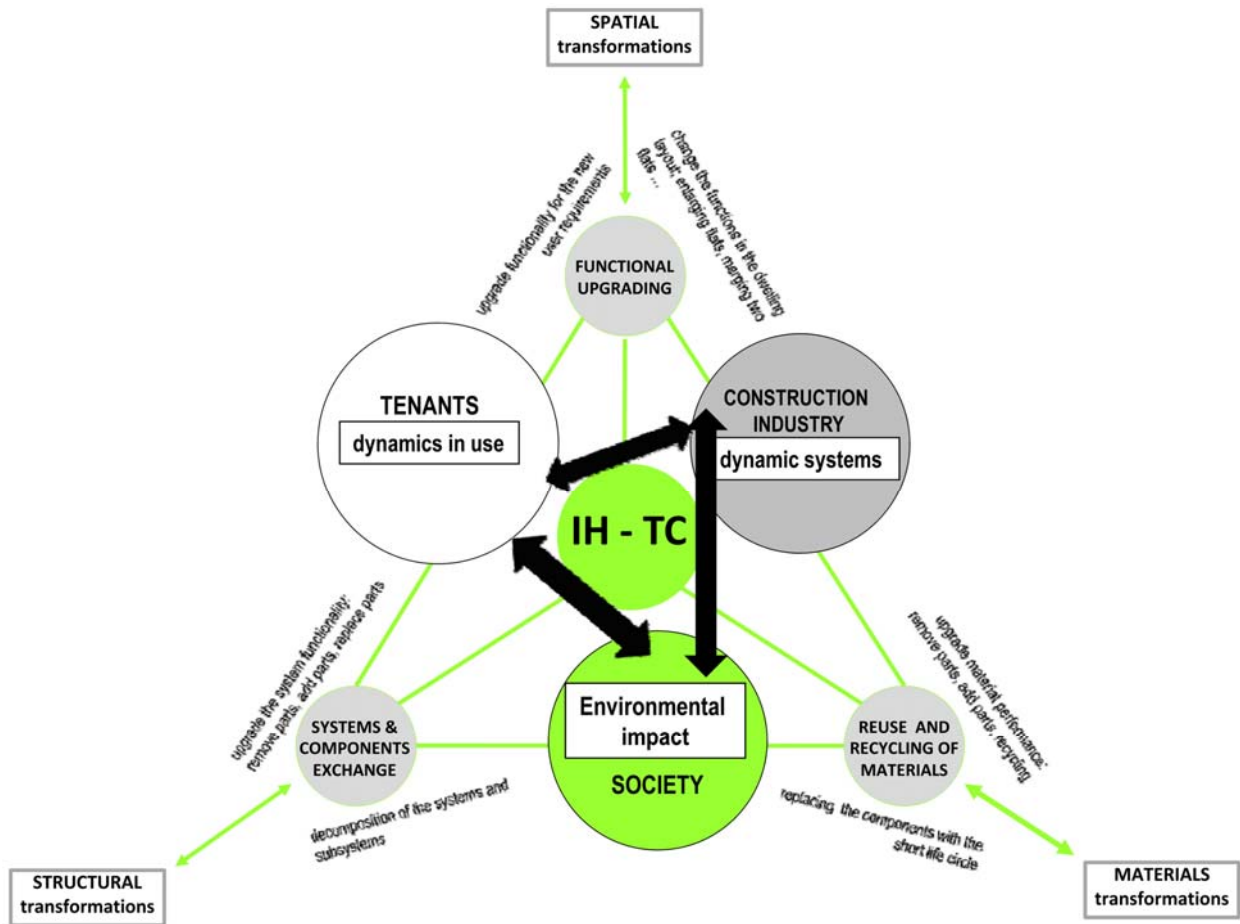 SPATIAL
transformations
upgrade functionality for the new
user requirements
change the functions in the dwelling
layout; enlarging flats, merging two
flats ...
FUNCTIONAL
UPGRADING
TENANTS
dynamics in use
CONSTRUCTION
INDUSTRY
dynamic systems
IH - TC
upgrade the system functionality:
remove parts, add parts, replace parts
upgrade material performance:
remove parts, add parts, recycling
SYSTEMS &
COMPONENTS
EXCHANGE
Environmental
impact
SOCIETY
REUSE AND
RECYCLING OF
MATERIALS
decomposition of the systems and
subsystems
replacing the components with the
short life circle
STRUCTURAL
transformations
MATERIALS
transformations